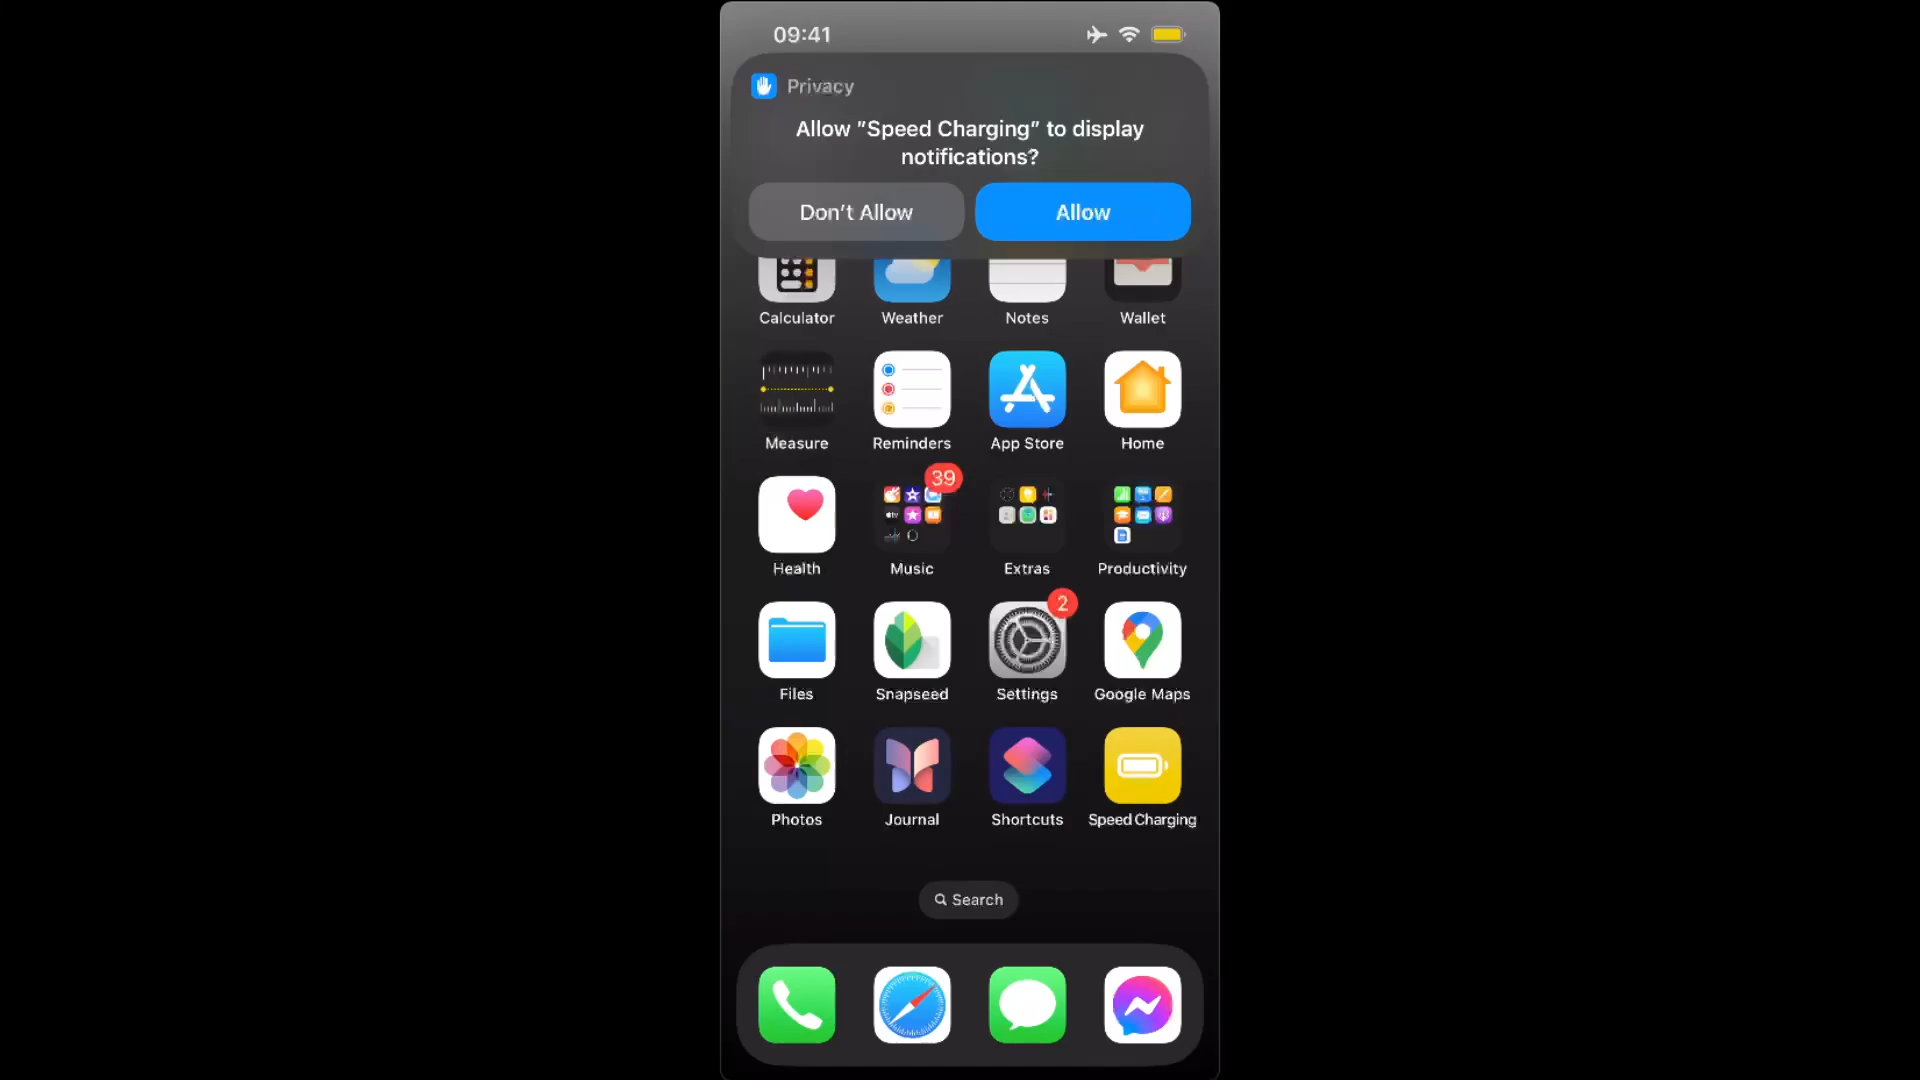 09:41
Privacy
Allow "Speed Charging" to display
notifications?
Don't Allow
Allow
Calculator
Weather
Notes
Wallet
Measure
Reminders
App Store
Home
39
Health
Music
Extras
Productivity
2
Files
Snapseed
Settings
Google Maps
Photos
Journal
Shortcuts
Speed Charging
Search